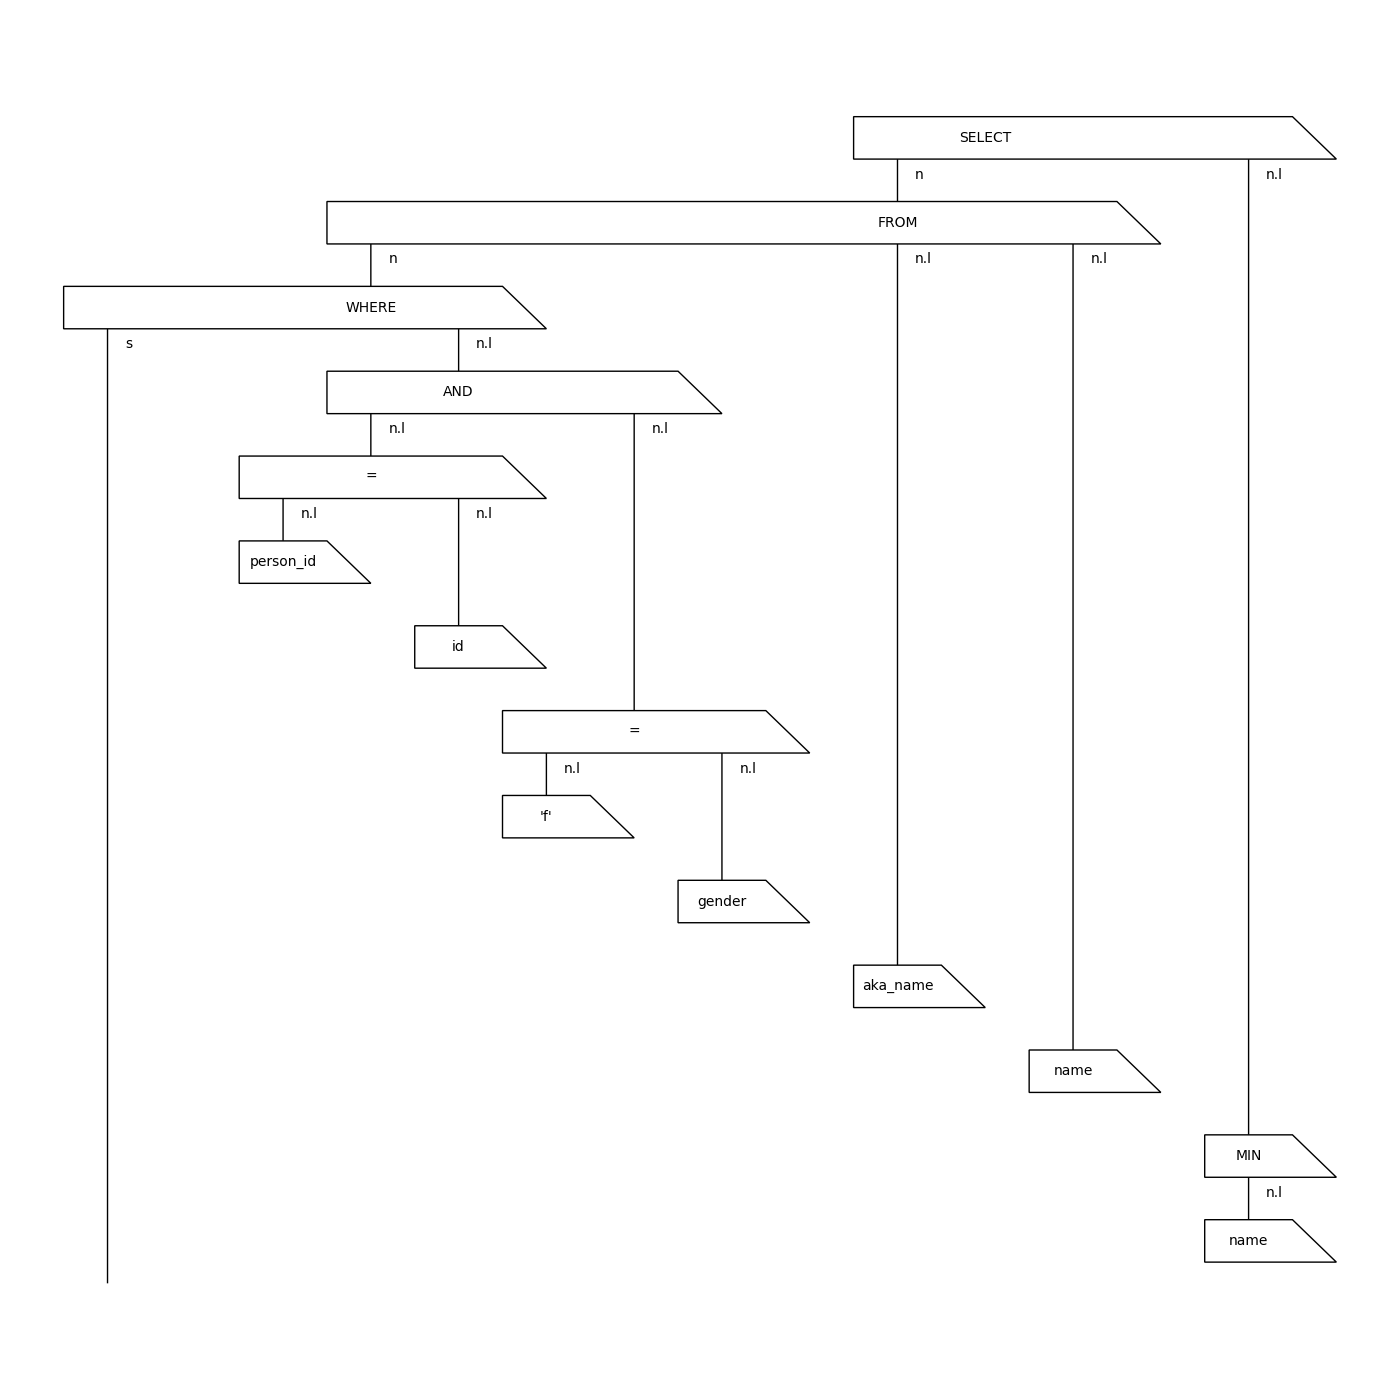 SELECT
n n.l
FROM
n n.l n.l
WHERE
s n.l
AND
n.l n.l
=
n.l n.l
person_id
id
=
n.l n.l
'f'
gender
aka_name
name
MIN
n.l
name